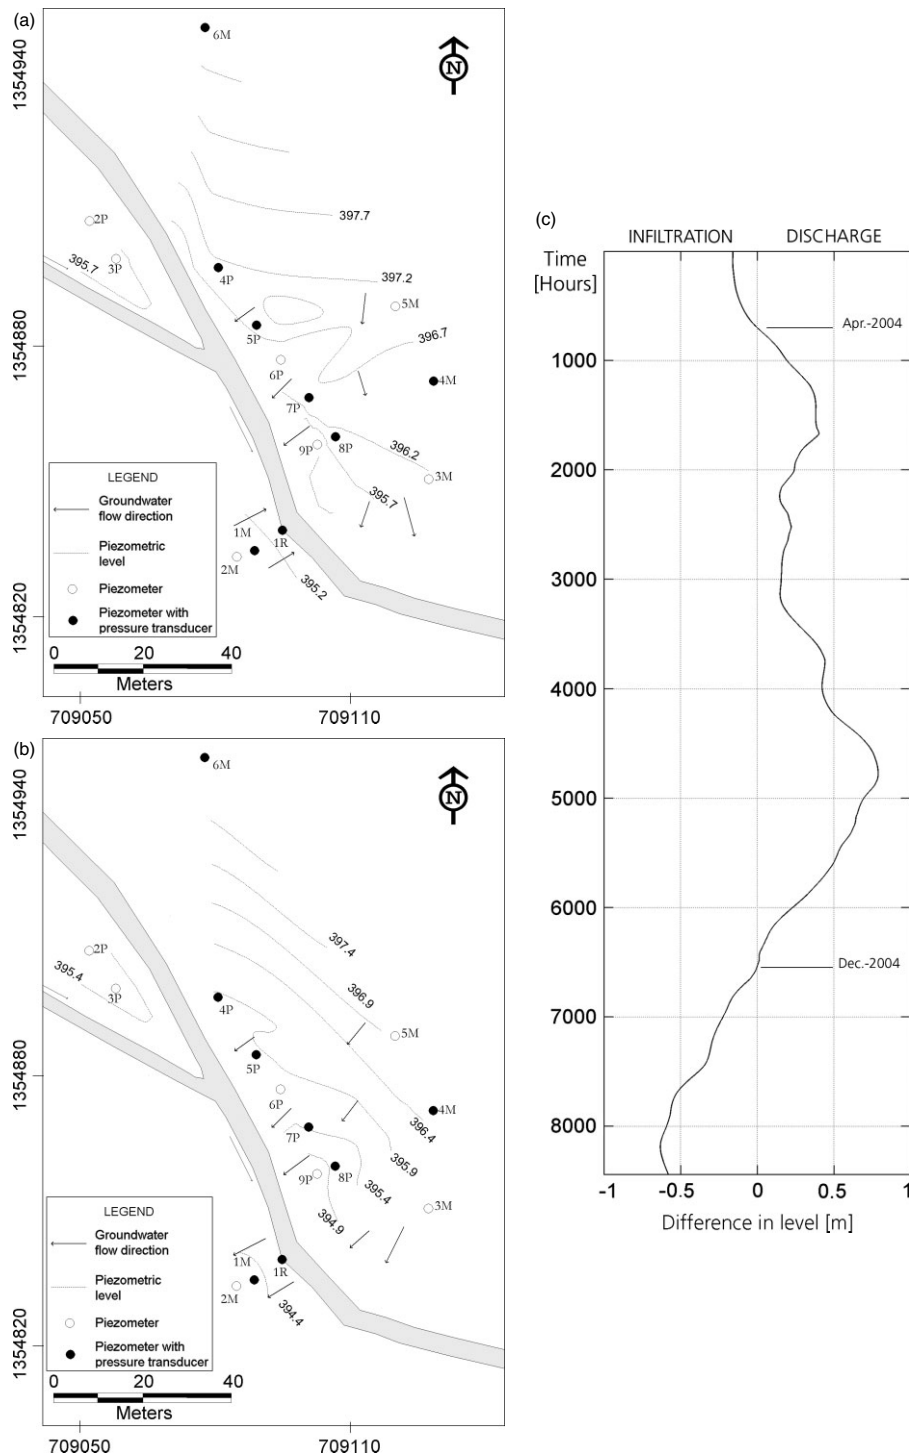 (a)
6M
N
1354940
2P
397.7
3P
395.7
4P
397.2
5M
5P
396.7
1354880
6P
4M
7P
9P
8P
396.2
3M
395.7
LEGEND
Groundwater
flow direction
Piezometric
level
Piezometer
Piezometer with
pressure transducer
1M
1R
2M
395.2
1354820
0 20 40
Meters
709050 709110
(b)
6M
N
1354940
397.4
2P
395.4
3P
396.9
4P
5M
5P
1354880
6P
4M
396.4
7P
395.9
8P
9P
395.4
3M
394.9
LEGEND
Groundwater
flow direction
Piezometric
level
Piezometer
Piezometer with
pressure transducer
1M
1R
2M
394.4
1354820
0 20 40
Meters
709050 709110
(c)
INFILTRATION DISCHARGE
Time
[Hours]
Apr.-2004
1000
2000
3000
4000
5000
6000
Dec.-2004
7000
8000
-1 -0.5 0 0.5 1
Difference in level [m]